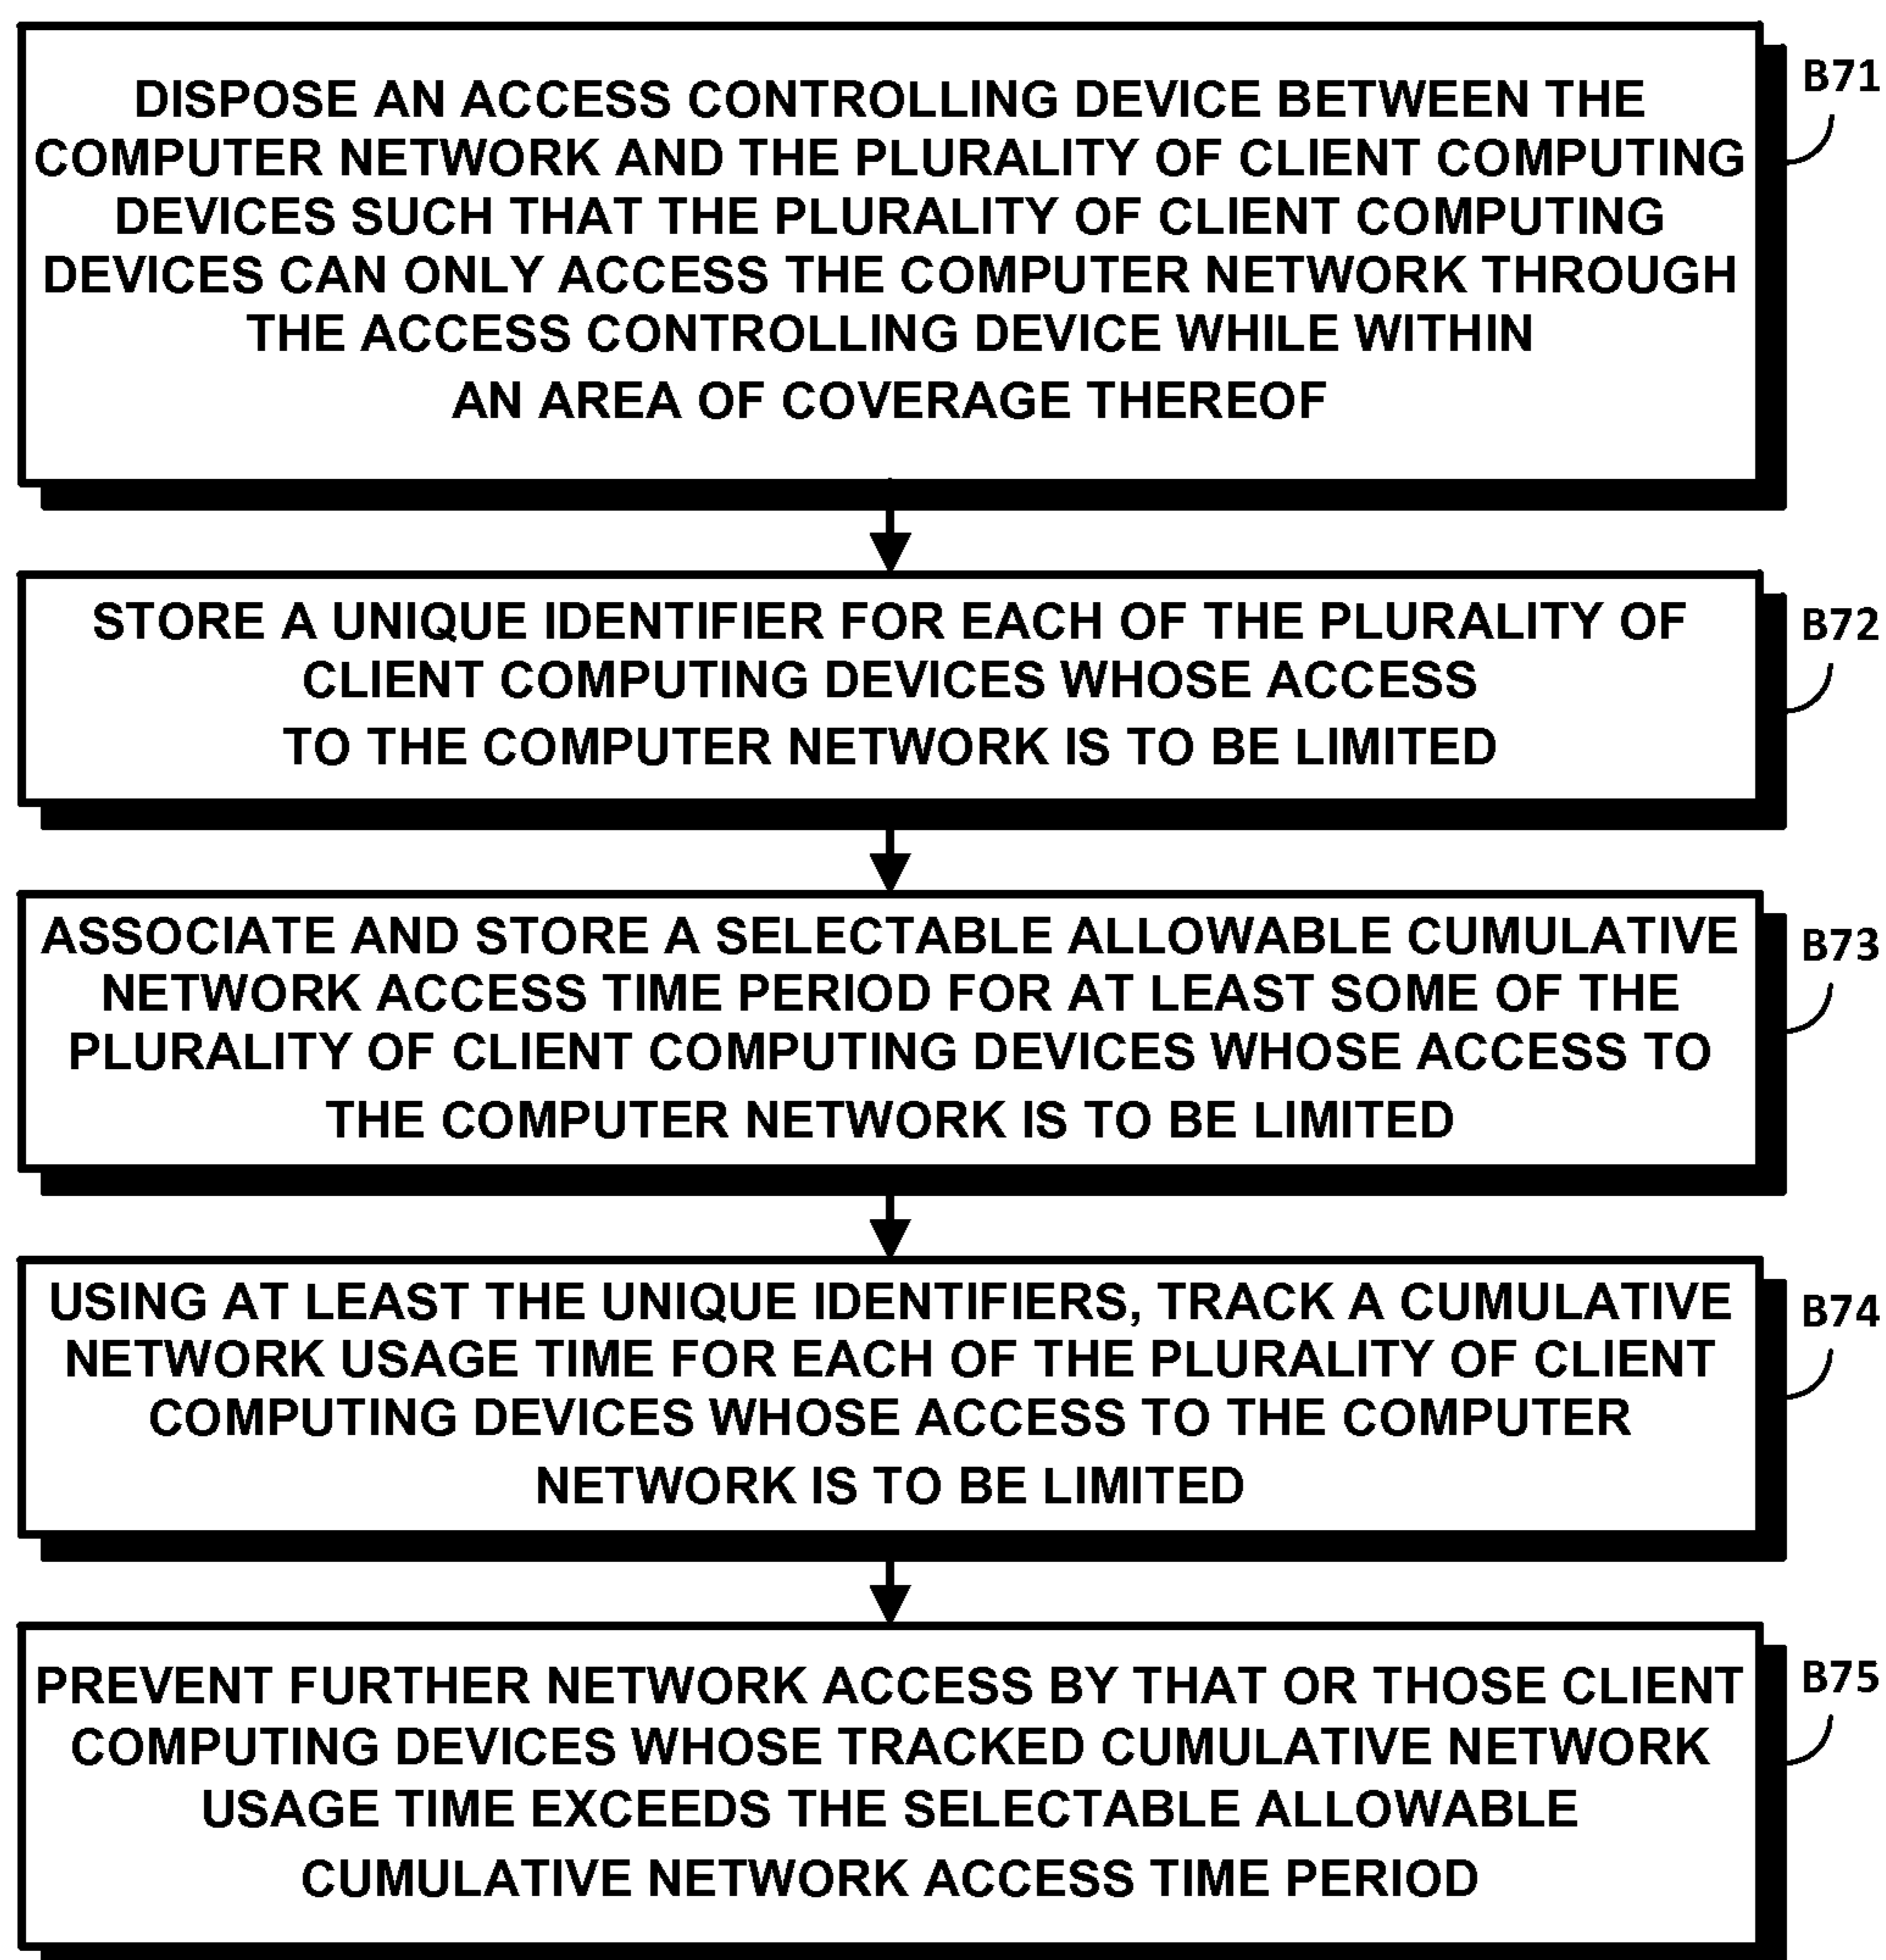 DISPOSE AN ACCESS CONTROLLING DEVICE BETWEEN THE
COMPUTER NETWORK AND THE PLURALITY OF CLIENT COMPUTING
DEVICES SUCH THAT THE PLURALITY OF CLIENT COMPUTING
DEVICES CAN ONLY ACCESS THE COMPUTER NETWORK THROUGH
THE ACCESS CONTROLLING DEVICE WHILE WITHIN
AN AREA OF COVERAGE THEREOF
B71
STORE A UNIQUE IDENTIFIER FOR EACH OF THE PLURALITY OF
CLIENT COMPUTING DEVICES WHOSE ACCESS
TO THE COMPUTER NETWORK IS TO BE LIMITED
B72
ASSOCIATE AND STORE A SELECTABLE ALLOWABLE CUMULATIVE
NETWORK ACCESS TIME PERIOD FOR AT LEAST SOME OF THE
PLURALITY OF CLIENT COMPUTING DEVICES WHOSE ACCESS TO
THE COMPUTER NETWORK IS TO BE LIMITED
B73
USING AT LEAST THE UNIQUE IDENTIFIERS, TRACK A CUMULATIVE
NETWORK USAGE TIME FOR EACH OF THE PLURALITY OF CLIENT
COMPUTING DEVICES WHOSE ACCESS TO THE COMPUTER
NETWORK IS TO BE LIMITED
B74
PREVENT FURTHER NETWORK ACCESS BY THAT OR THOSE CLIENT
COMPUTING DEVICES WHOSE TRACKED CUMULATIVE NETWORK
USAGE TIME EXCEEDS THE SELECTABLE ALLOWABLE
CUMULATIVE NETWORK ACCESS TIME PERIOD
B75